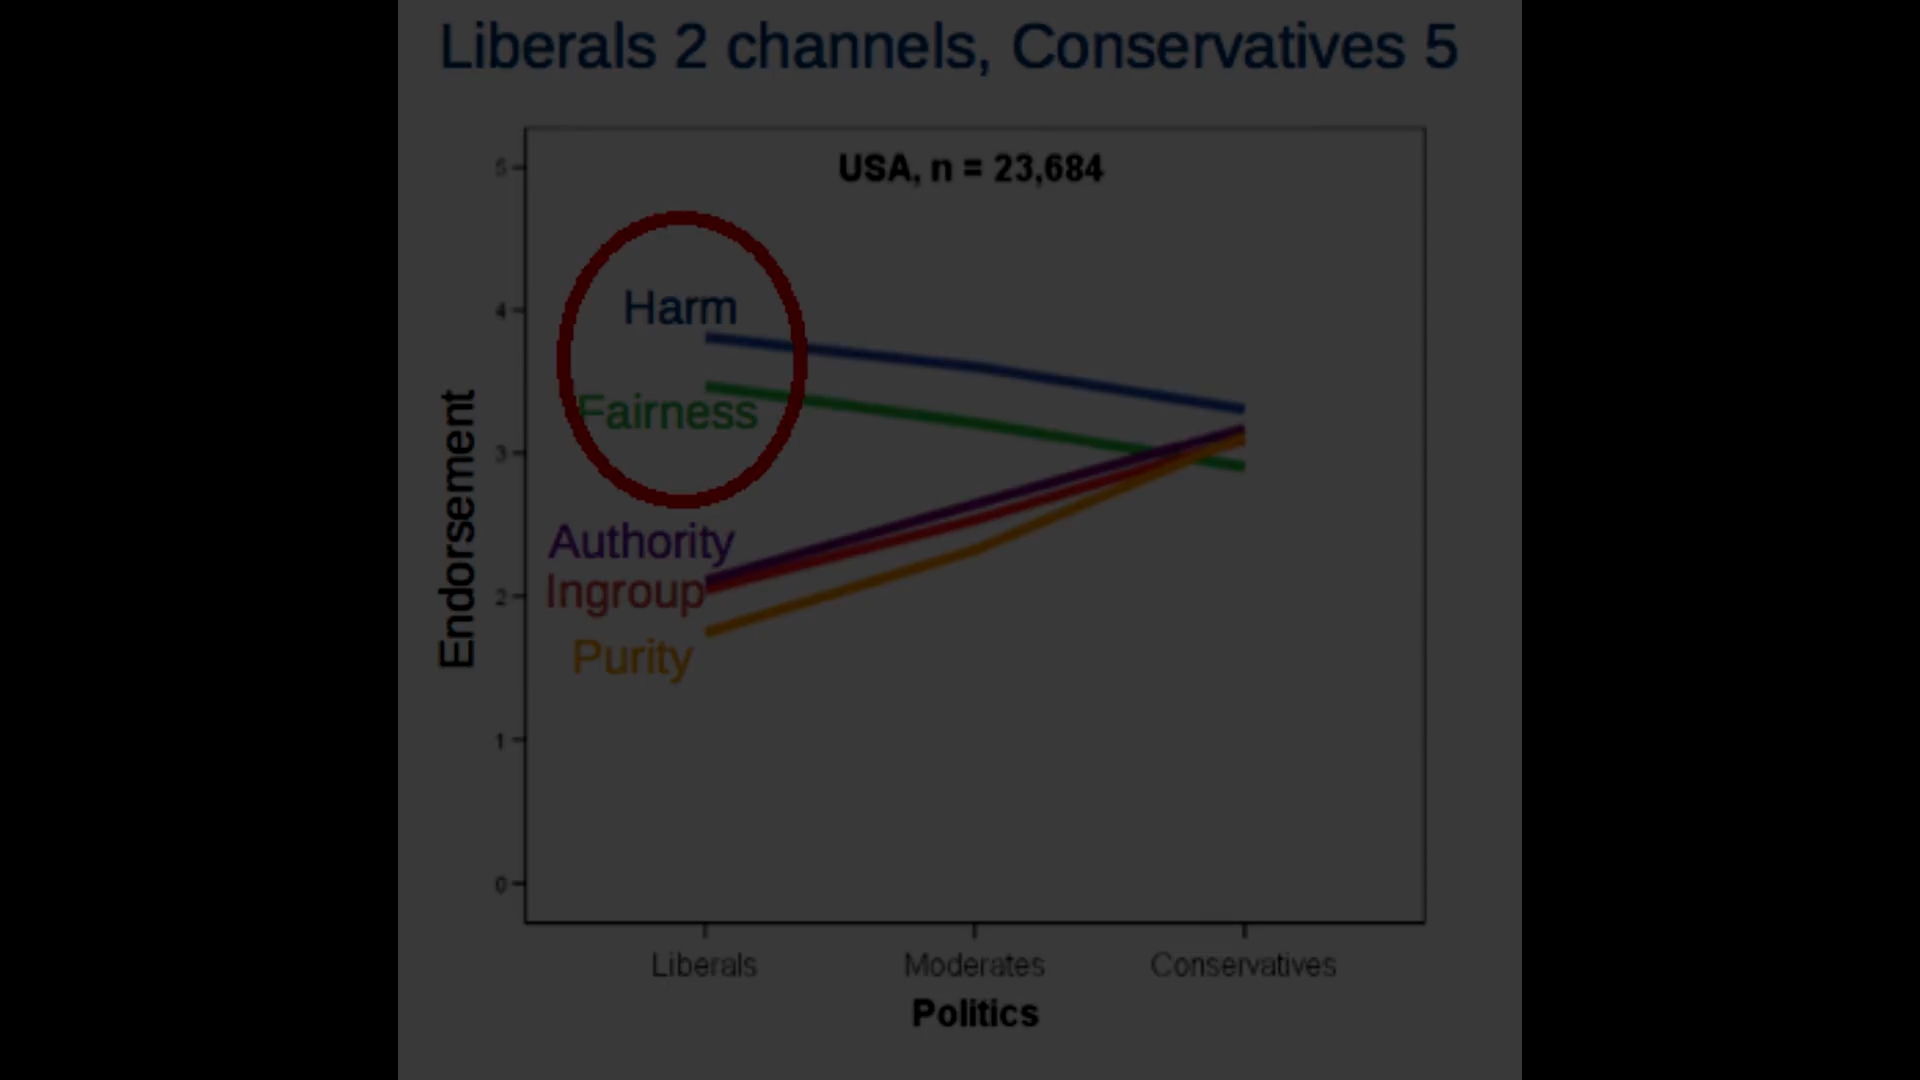 Liberals 2 channels, Conservatives 5
USA, n = 23,684
5
4
3
2
1
0
Endorsement
Harm
Fairness
Authority
Ingroup
Purity
Liberals
Moderates
Conservatives
Politics